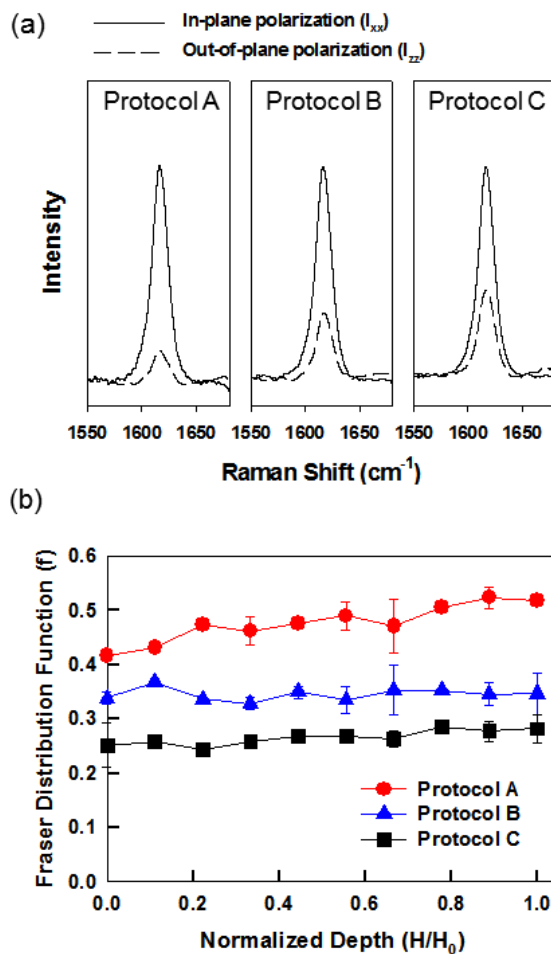 (a)
In-plane polarization (Ixx)
Out-of-plane polarization (Izz)
Protocol A Protocol B Protocol C
Intensity
1550 1600 1650 1550 1600 1650 1550 1600 1650
Raman Shift (cm⁻¹)
(b)
Fraser Distribution Function (f)
0.6
0.5
0.4
0.3
0.2
0.1
0.0
Protocol A
Protocol B
Protocol C
0.0 0.2 0.4 0.6 0.8 1.0
Normalized Depth (H/H₀)